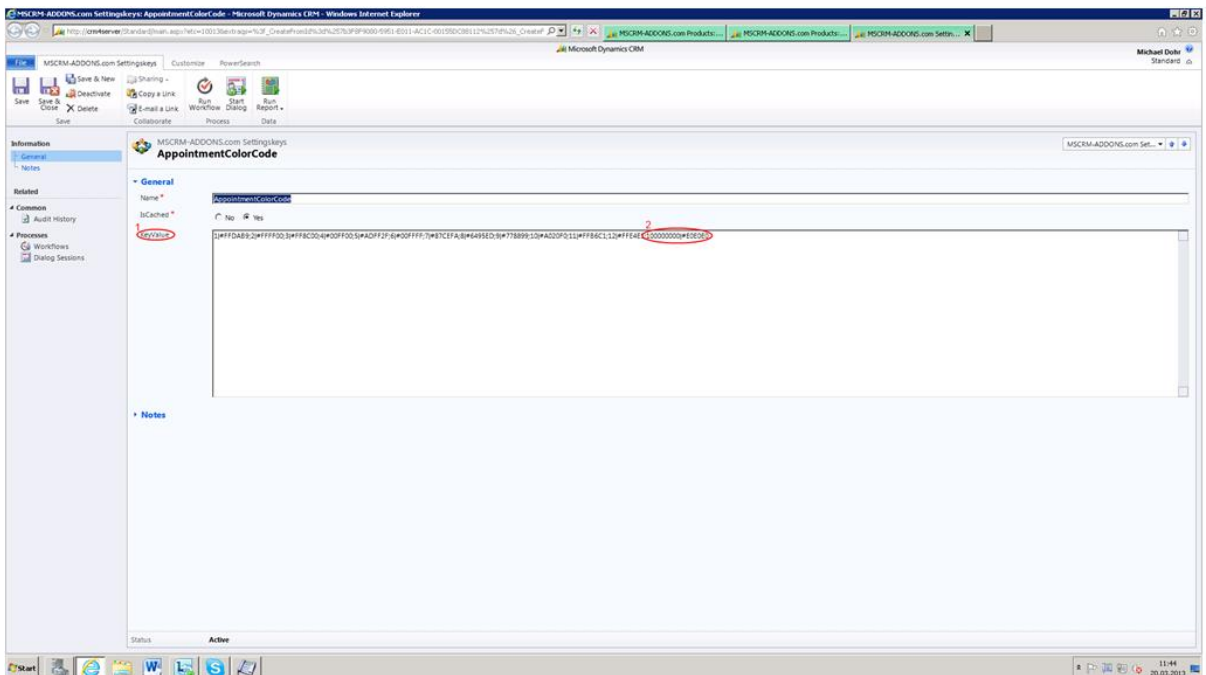 MSCRM-ADDONS.com Settingskeys: AppointmentColorCode - Microsoft Dynamics CRM - Windows Internet Explorer
MSCRM-ADDONS.com Products:... MSCRM-ADDONS.com Products:... MSCRM-ADDONS.com Settin...
Microsoft Dynamics CRM
Michael Dohr
Standard
File MSCRM-ADDONS.com Settingskeys Customize PowerSearch
Save
Save & Close
Save & New
Deactivate
Delete
Sharing
Copy a Link
E-mail a Link
Run Workflow
Start Dialog
Run Report
Save Collaborate Process Data
Information
General
Notes
Related
Common
Audit History
Processes
Workflows
Dialog Sessions
MSCRM-ADDONS.com Settingskeys
AppointmentColorCode
MSCRM-ADDONS.com Set...
General
Name* AppointmentColorCode
IsCached* No Yes
1
KeyValue
2
1)#FFDAB9;2)#FFFF00;3)#FF8C00;4)#00FF00;5)#ADFF2F;6)#00FFFF;7)#87CEFA;8)#6495ED;9)#778899;10)#A020F0;11)#FFB6C1;12)#FFE4E1
Notes
Status Active
Start
11:44
20.03.2013